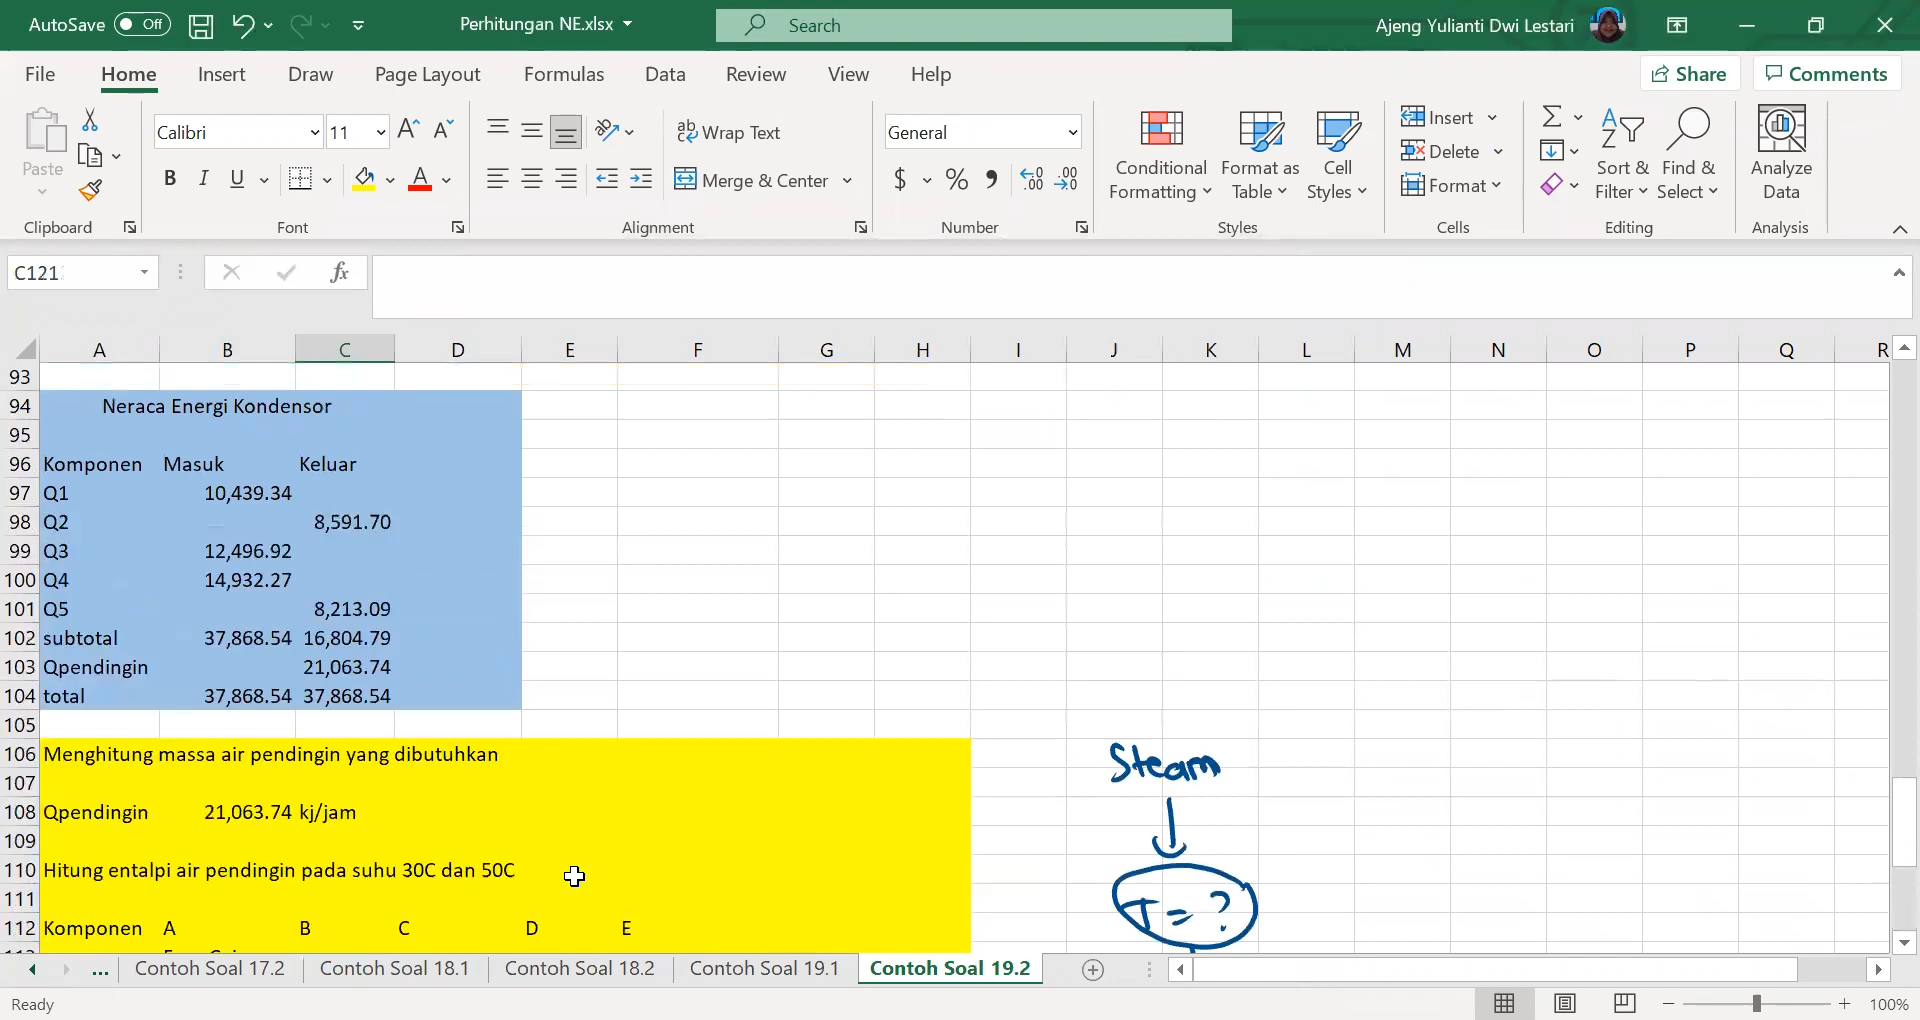 AutoSave Off Perhitungan NE.xlsx Search Ajeng Yulianti Dwi Lestari
File Home Insert Draw Page Layout Formulas Data Review View Help Share Comments
Paste Calibri 11 B I U Wrap Text Merge & Center General $ % Conditional Formatting Format as Table Cell Styles Insert Delete Format Sort & Filter Find & Select Analyze Data
Clipboard Font Alignment Number Styles Cells Editing Analysis
C121 fx
A B C D E F G H I J K L M N O P Q R
93
94 Neraca Energi Kondensor
95
96 Komponen Masuk Keluar
97 Q1 10,439.34
98 Q2 8,591.70
99 Q3 12,496.92
100 Q4 14,932.27
101 Q5 8,213.09
102 subtotal 37,868.54 16,804.79
103 Qpendingin 21,063.74
104 total 37,868.54 37,868.54
105
106 Menghitung massa air pendingin yang dibutuhkan
Steam
107
108 Qpendingin 21,063.74 kj/jam
109
110 Hitung entalpi air pendingin pada suhu 30C dan 50C
111
T = ?
112 Komponen A B C D E
... Contoh Soal 17.2 Contoh Soal 18.1 Contoh Soal 18.2 Contoh Soal 19.1 Contoh Soal 19.2
Ready 100%